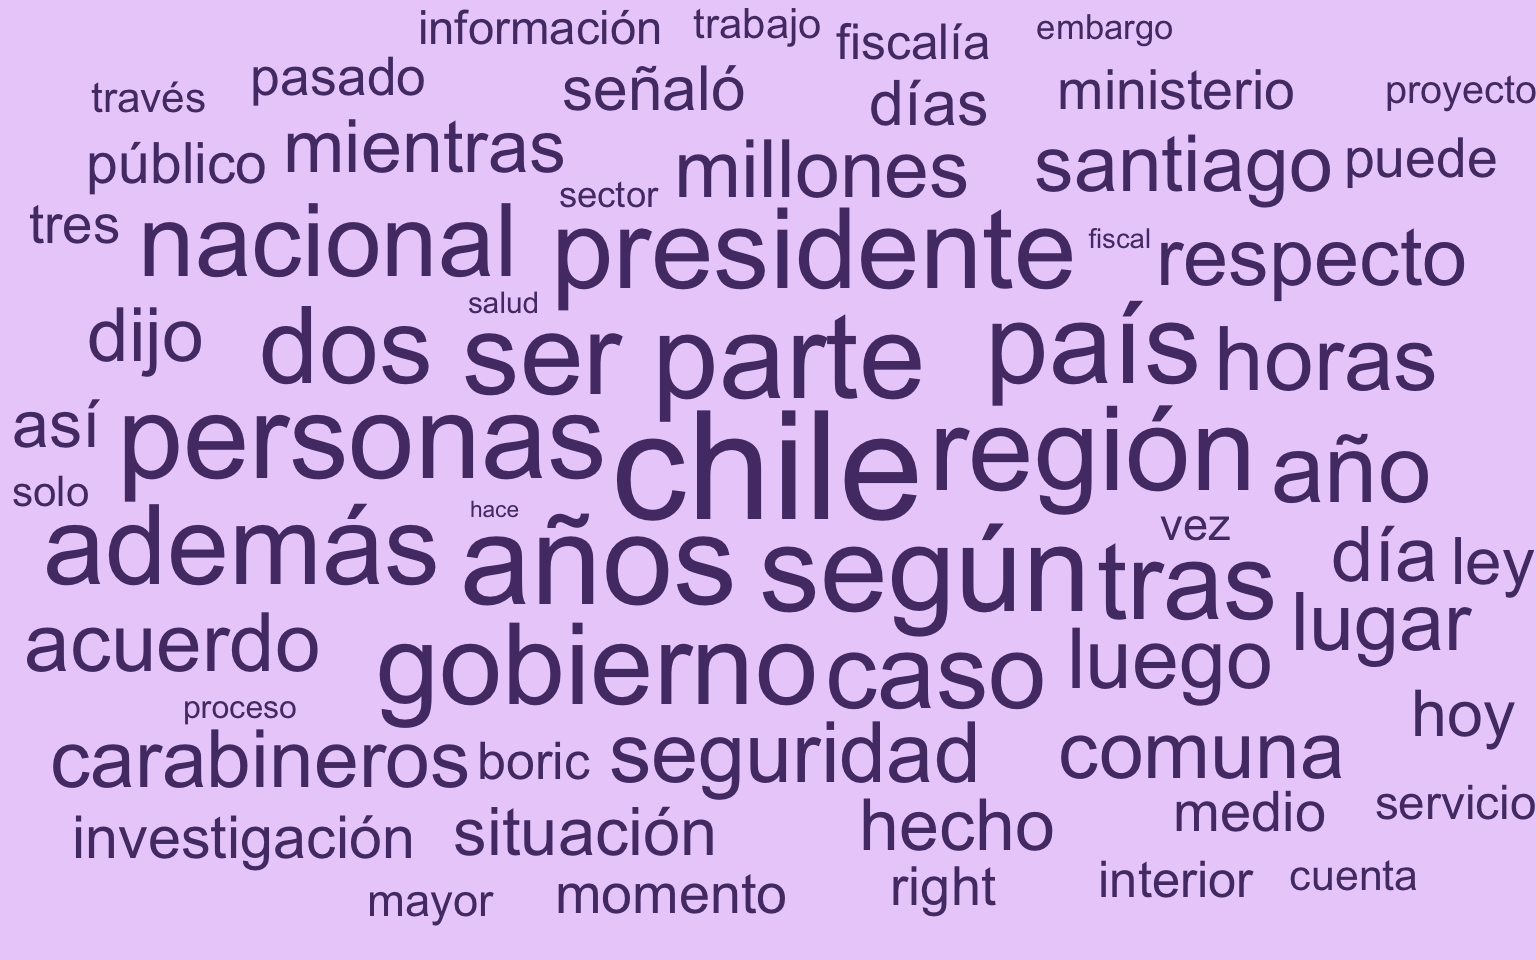 información trabajo fiscalía embargo
través pasado señaló días ministerio proyecto
público mientras sector millones santiago puede
tres nacional presidente fiscal respecto
dijo dos salud ser parte país horas
así personas chile región año
solo además hace años según tras vez día ley
acuerdo gobierno caso luego lugar
proceso hoy
carabineros boric seguridad comuna
investigación situación hecho medio servicio
mayor momento right interior cuenta